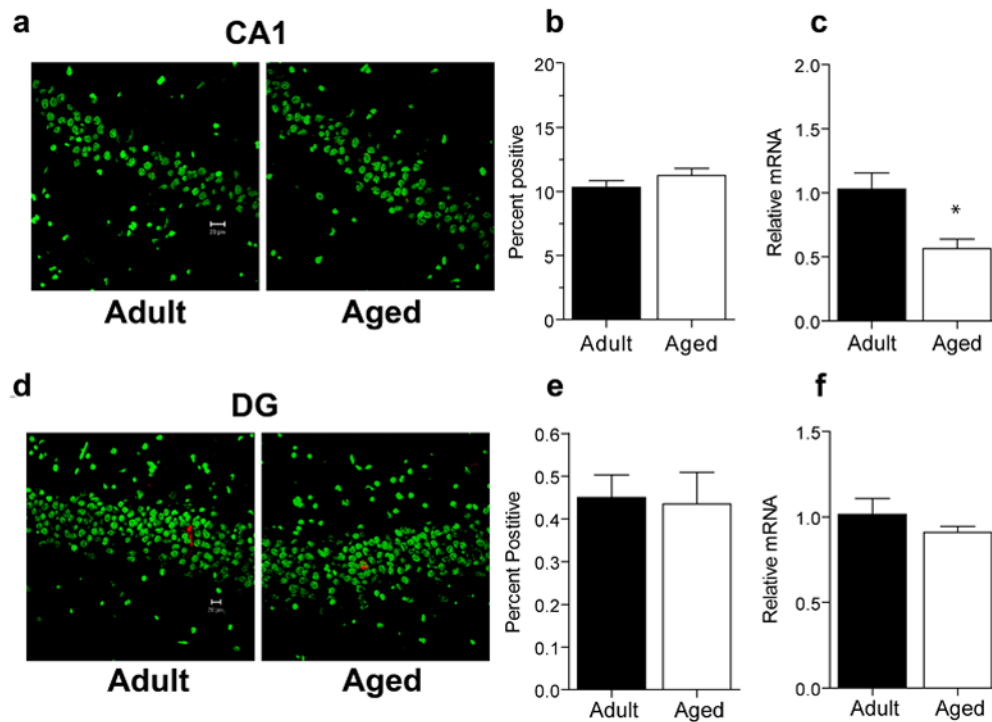 a
CA1
Adult
Aged
20 µm
b
Percent positive
20
15
10
5
0
Adult
Aged
c
Relative mRNA
2.0
1.5
1.0
0.5
0.0
*
Adult
Aged
d
DG
Adult
Aged
e
Percent Postitive
0.6
0.5
0.4
0.3
0.2
0.1
0.0
Adult
Aged
f
Relative mRNA
1.5
1.0
0.5
0.0
Adult
Aged